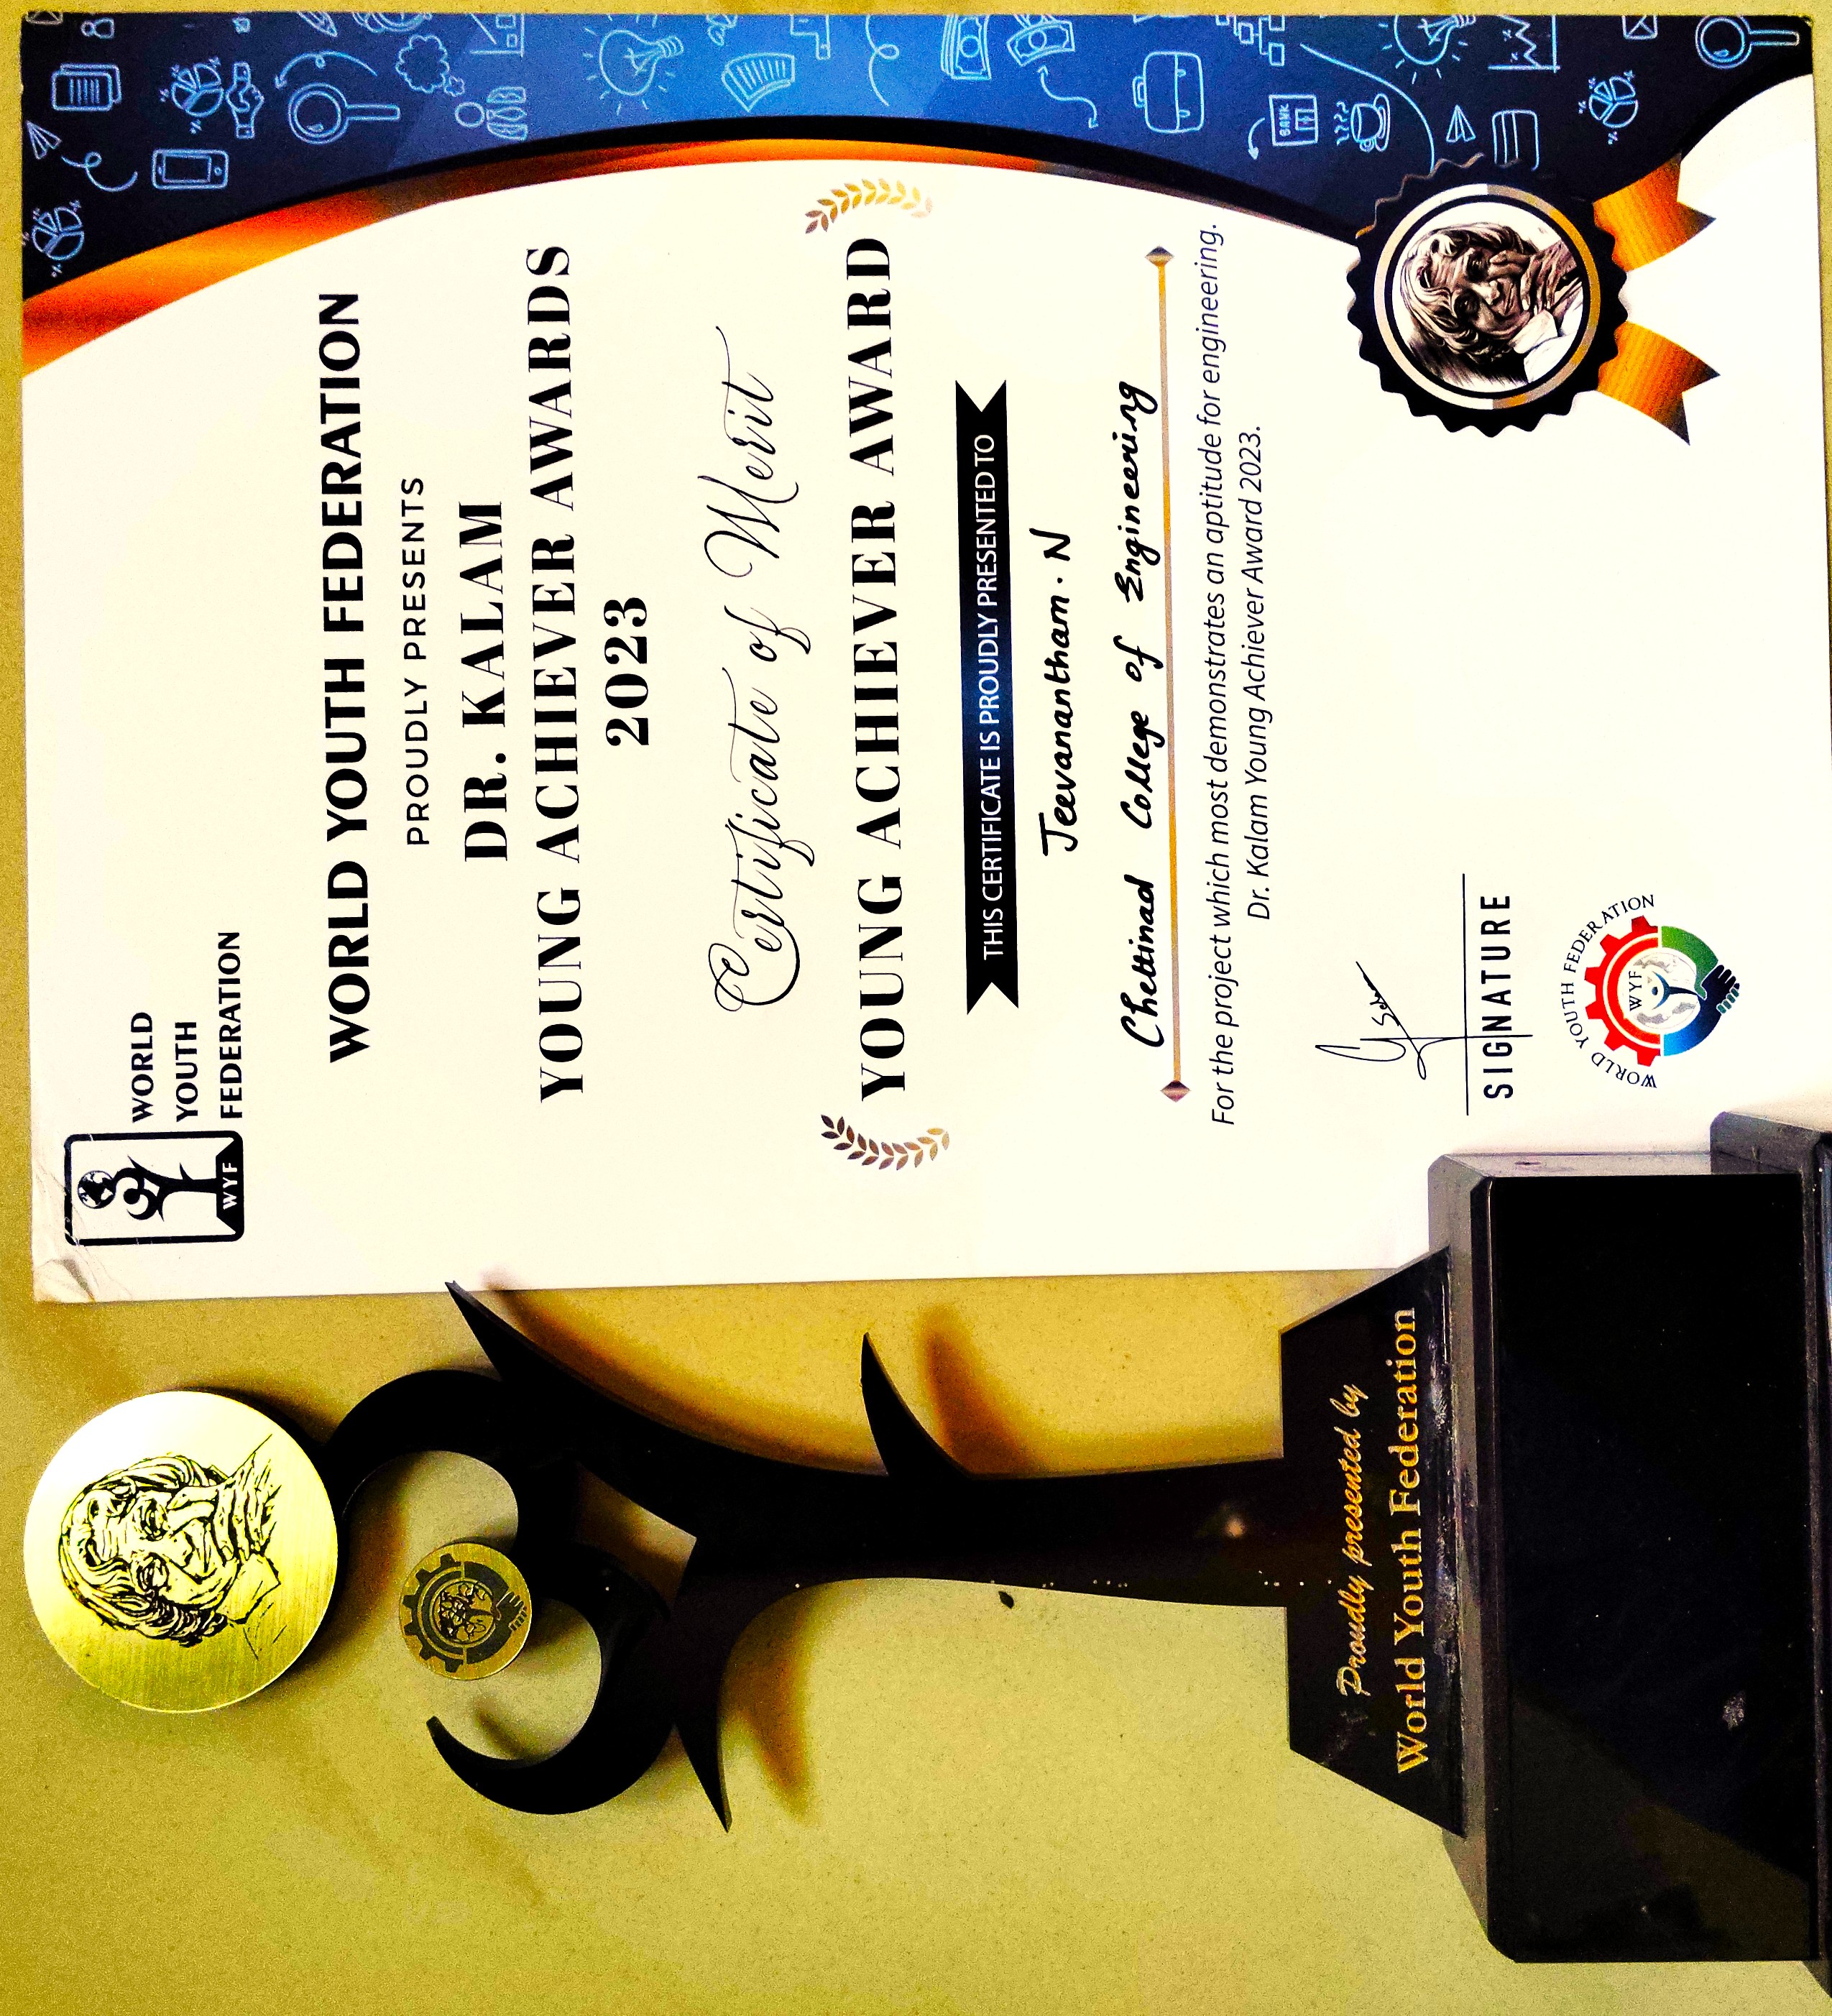 WORLD
YOUTH
FEDERATION
WYF
WORLD YOUTH FEDERATION
PROUDLY PRESENTS
DR. KALAM
YOUNG ACHIEVER AWARDS
2023
Certificate of Merit
YOUNG ACHIEVER AWARD
THIS CERTIFICATE IS PROUDLY PRESENTED TO
Jeevanantham. N
Chettinad College of Engineering
For the project which most demonstrates an aptitude for engineering.
Dr. Kalam Young Achiever Award 2023.
SIGNATURE
WORLD YOUTH FEDERATION
WYF
BANK
Proudly presented by
World Youth Federation